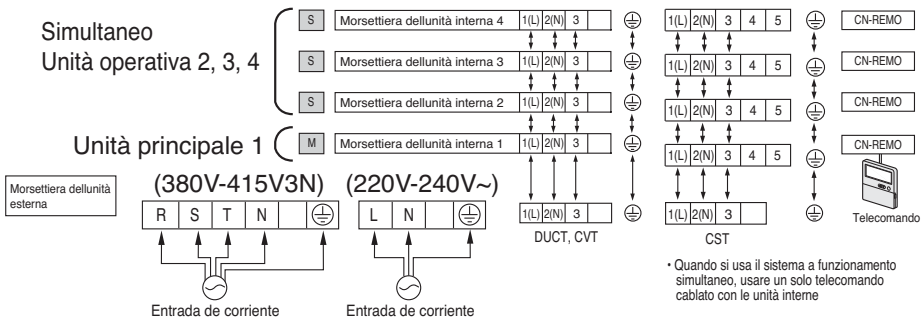 Simultaneo
Unità operativa 2, 3, 4
S Morsettiera dellunità interna 4 1(L) 2(N) 3 1(L) 2(N) 3 4 5 CN-REMO
S Morsettiera dellunità interna 3 1(L) 2(N) 3 1(L) 2(N) 3 4 5 CN-REMO
S Morsettiera dellunità interna 2 1(L) 2(N) 3 1(L) 2(N) 3 4 5 CN-REMO
Unità principale 1 M Morsettiera dellunità interna 1 1(L) 2(N) 3 1(L) 2(N) 3 4 5 CN-REMO
Morsettiera dellunità
esterna
(380V-415V3N) (220V-240V~)
R S T N L N 1(L) 2(N) 3 1(L) 2(N) 3
DUCT, CVT CST Telecomando
Entrada de corriente Entrada de corriente
• Quando si usa il sistema a funzionamento
simultaneo, usare un solo telecomando
cablato con le unità interne